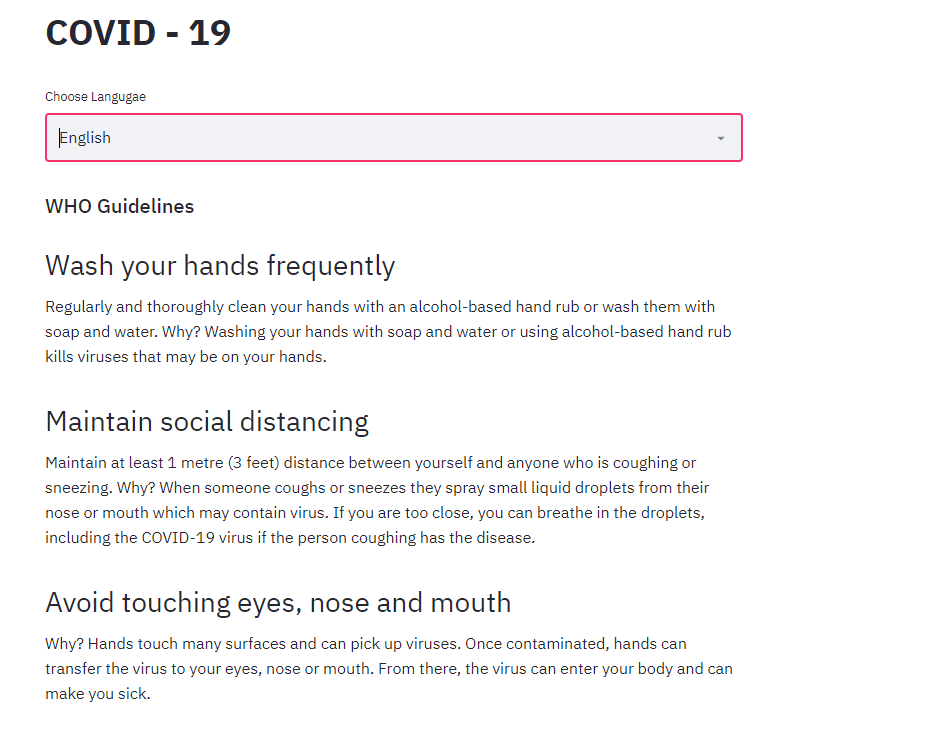 COVID - 19
Choose Langugae
English
WHO Guidelines
Wash your hands frequently
Regularly and thoroughly clean your hands with an alcohol-based hand rub or wash them with
soap and water. Why? Washing your hands with soap and water or using alcohol-based hand rub
kills viruses that may be on your hands.
Maintain social distancing
Maintain at least 1 metre (3 feet) distance between yourself and anyone who is coughing or
sneezing. Why? When someone coughs or sneezes they spray small liquid droplets from their
nose or mouth which may contain virus. If you are too close, you can breathe in the droplets,
including the COVID-19 virus if the person coughing has the disease.
Avoid touching eyes, nose and mouth
Why? Hands touch many surfaces and can pick up viruses. Once contaminated, hands can
transfer the virus to your eyes, nose or mouth. From there, the virus can enter your body and can
make you sick.